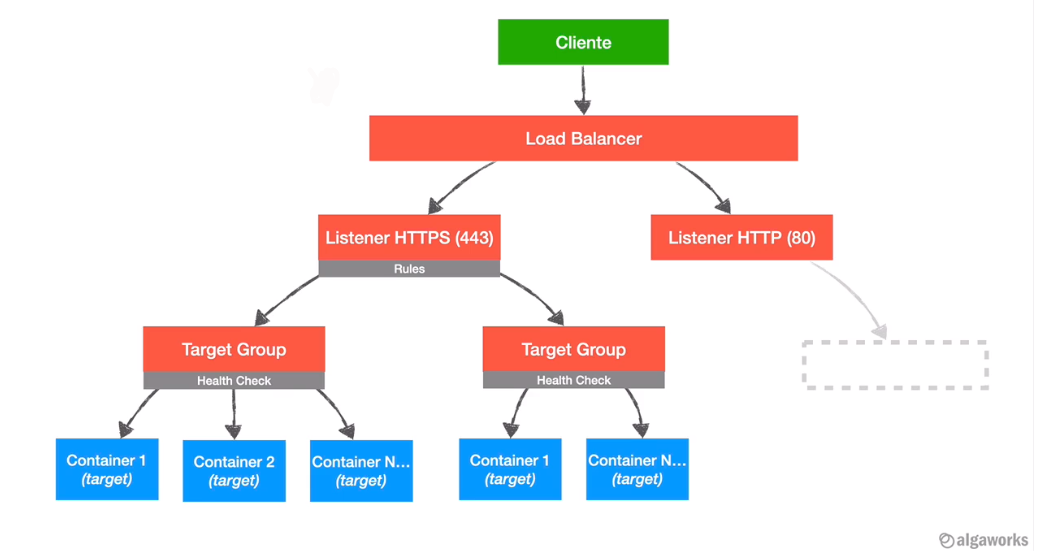 Cliente
Load Balancer
Listener HTTPS (443)
Rules
Listener HTTP (80)
Target Group
Health Check
Target Group
Health Check
Container 1
(target)
Container 2
(target)
Container N...
(target)
Container 1
(target)
Container N...
(target)
algaworks